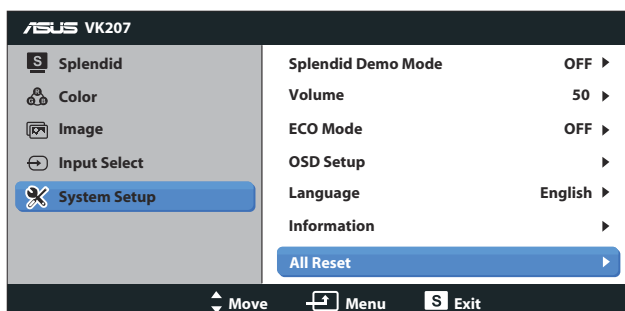 ASUS VK207
S Splendid
Color
Image
Input Select
System Setup
Splendid Demo Mode OFF
Volume 50
ECO Mode OFF
OSD Setup
Language English
Information
All Reset
Move Menu S Exit